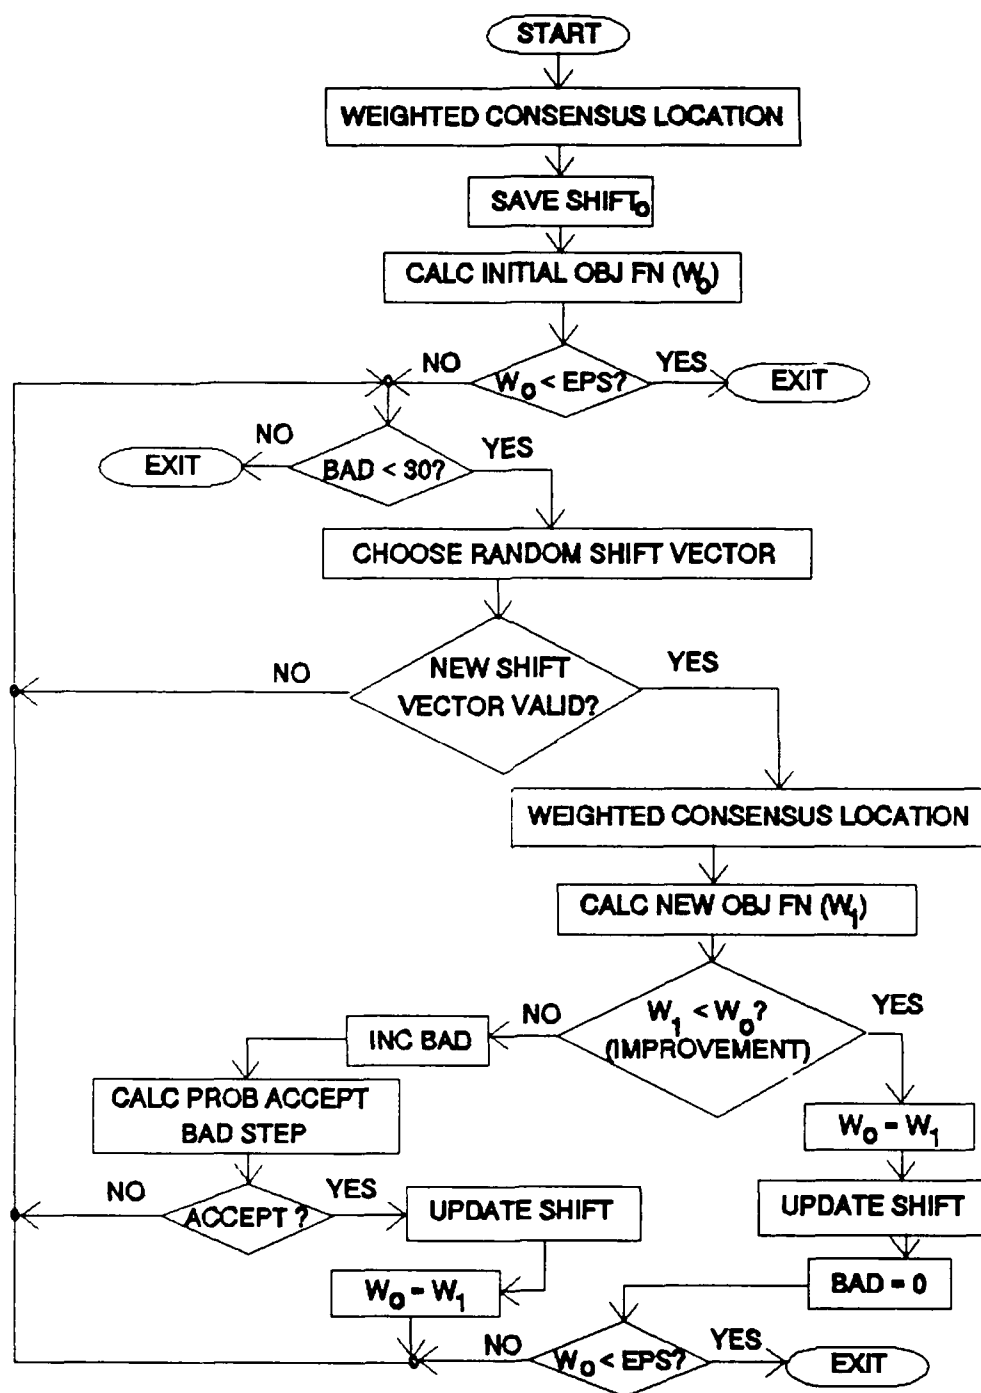 START
WEIGHTED CONSENSUS LOCATION
SAVE SHIFT₀
CALC INITIAL OBJ FN (W₀)
NO
YES
W₀ < EPS?
EXIT
NO
YES
EXIT
BAD < 30?
CHOOSE RANDOM SHIFT VECTOR
NO
NEW SHIFT
VECTOR VALID?
YES
WEIGHTED CONSENSUS LOCATION
CALC NEW OBJ FN (W₁)
NO
W₁ < W₀?
(IMPROVEMENT)
YES
INC BAD
CALC PROB ACCEPT
BAD STEP
W₀ = W₁
NO
ACCEPT ?
YES
UPDATE SHIFT
UPDATE SHIFT
W₀ = W₁
BAD = 0
NO
W₀ < EPS?
YES
EXIT